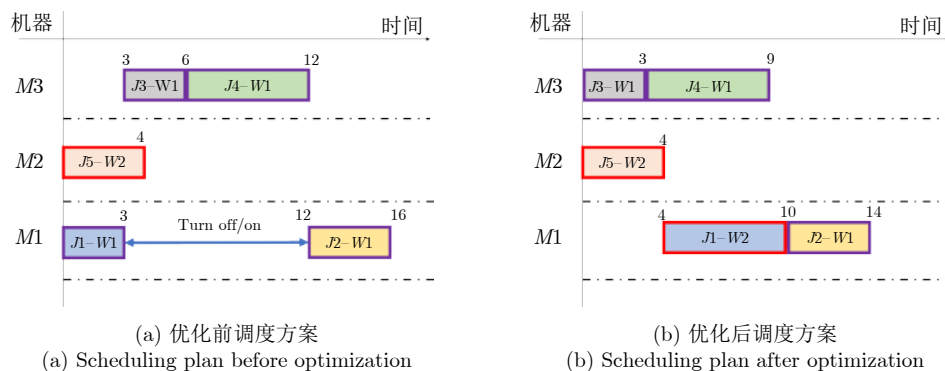 机器
时间
3
6
12
M3
J3–W1
J4–W1
4
M2
J5–W2
3
Turn off/on
12
16
M1
J1–W1
J2–W1
(a) 优化前调度方案
(a) Scheduling plan before optimization
机器
时间
3
9
M3
J3–W1
J4–W1
4
M2
J5–W2
4
10
14
M1
J1–W2
J2–W1
(b) 优化后调度方案
(b) Scheduling plan after optimization